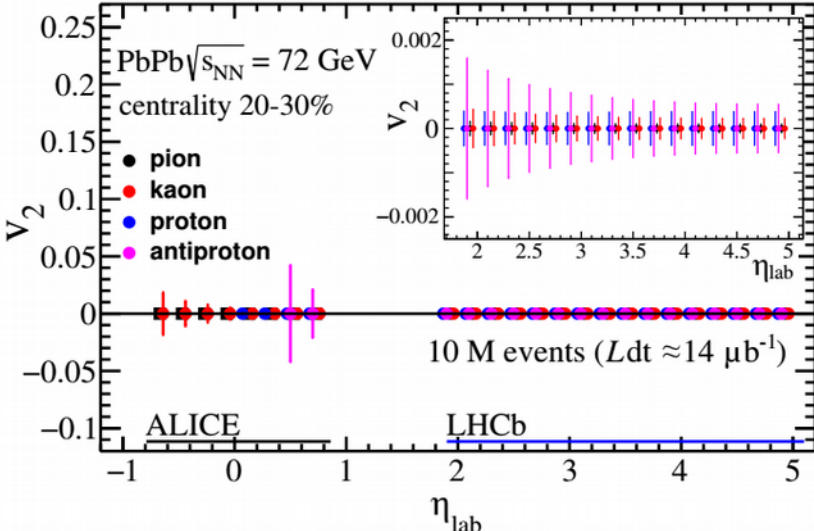 PbPb√sNN = 72 GeV
centrality 20-30%
pion
kaon
proton
antiproton
v2
0.25
0.2
0.15
0.1
0.05
0
−0.05
−0.1
−1 0 1 2 3 4 5
ηlab
ALICE
LHCb
10 M events (Ldt ≈14 μb-1)
v2
0.002
0
−0.002
2 2.5 3 3.5 4 4.5 5
ηlab